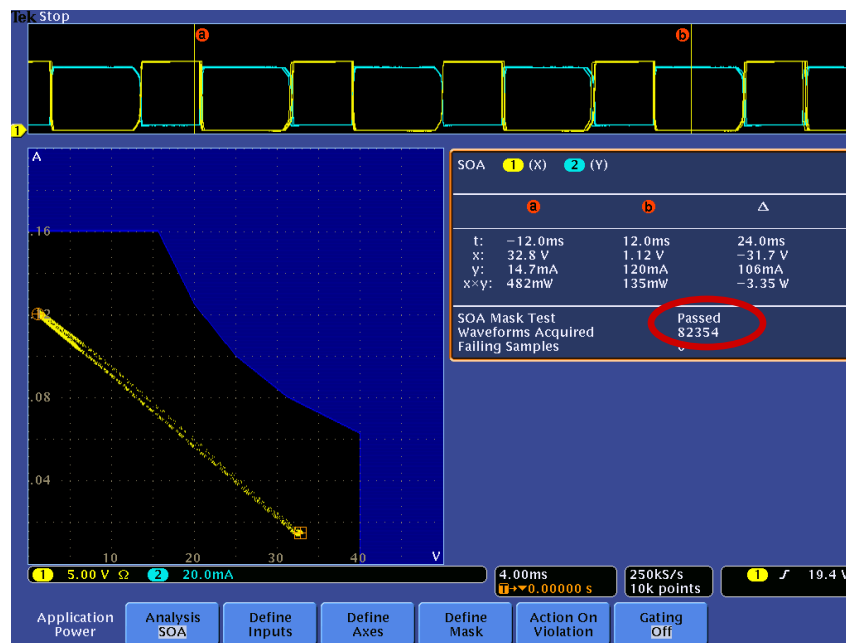 Tek Stop
a b
1
A
SOA 1 (X) 2 (Y)
a b Δ
t: −12.0ms 12.0ms 24.0ms
x: 32.8 V 1.12 V −31.7 V
y: 14.7mA 120mA 106mA
x×y: 482mW 135mW −3.35 W
SOA Mask Test Passed
Waveforms Acquired 82354
Failing Samples
.16
.08
.04
10 20 30 40 V
1 5.00 V Ω 2 20.0mA 4.00ms 250kS/s 1 19.4 V
T→▼0.00000 s 10k points
Application Analysis Define Define Define Action On Gating
Power SOA Inputs Axes Mask Violation Off